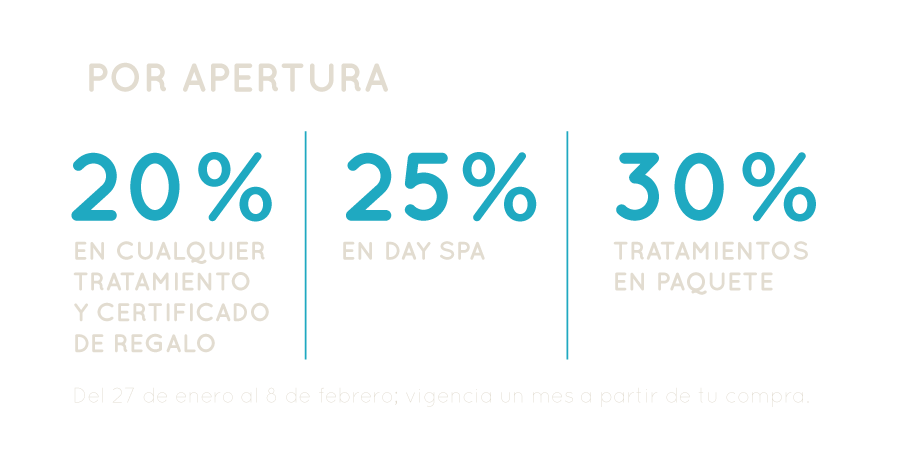 POR APERTURA
20%
EN CUALQUIER
TRATAMIENTO
Y CERTIFICADO
DE REGALO
25%
EN DAY SPA
30%
TRATAMIENTOS
EN PAQUETE
Del 27 de enero al 8 de febrero; vigencia un mes a partir de tu compra.